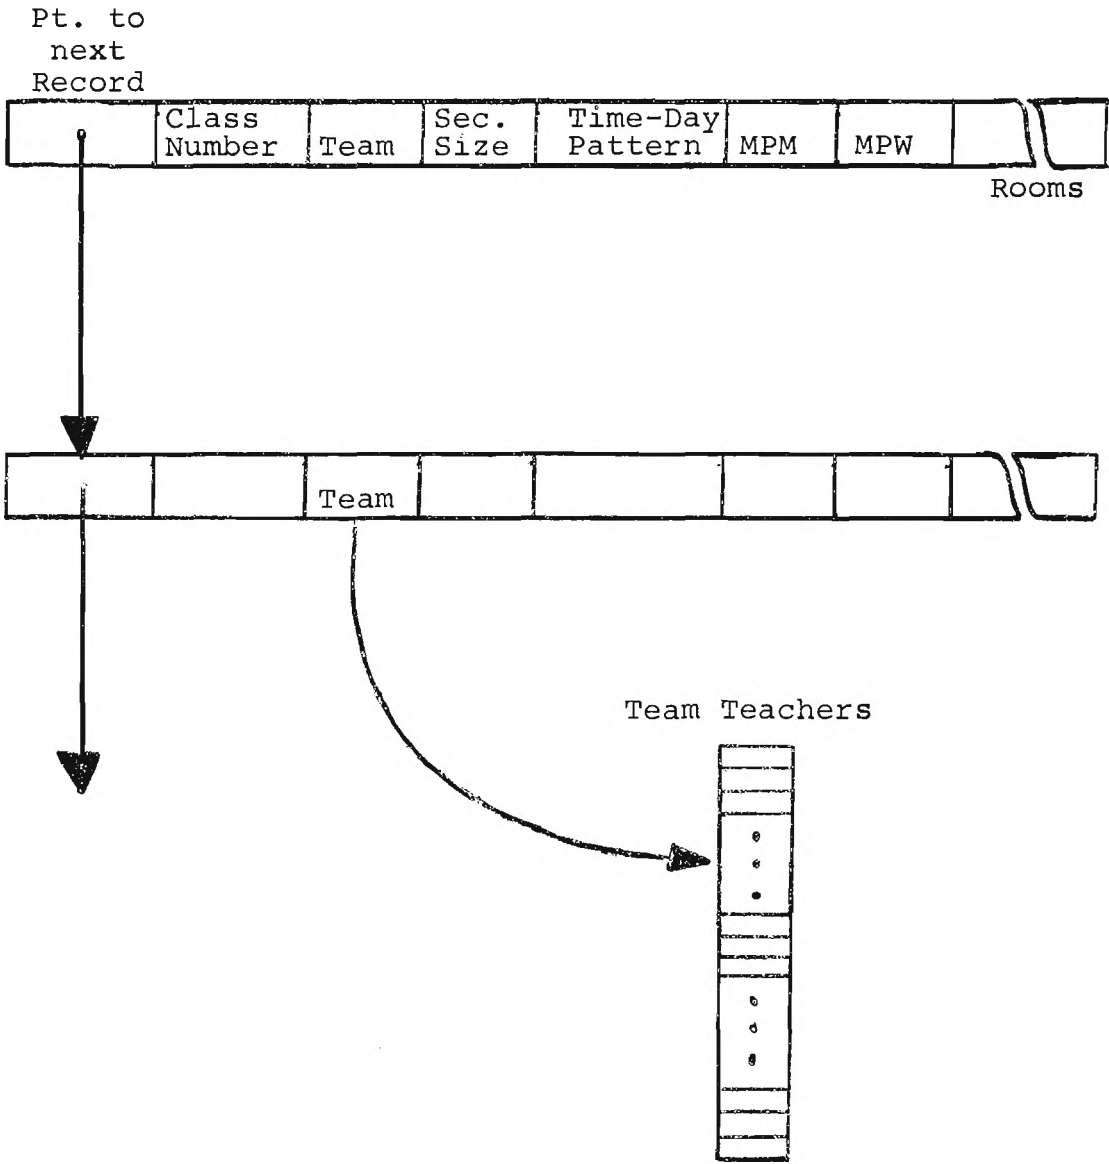 Pt. to
next
Record
Class
Number
Team
Sec.
Size
Time-Day
Pattern
MPM
MPW
Rooms
Team
Team Teachers